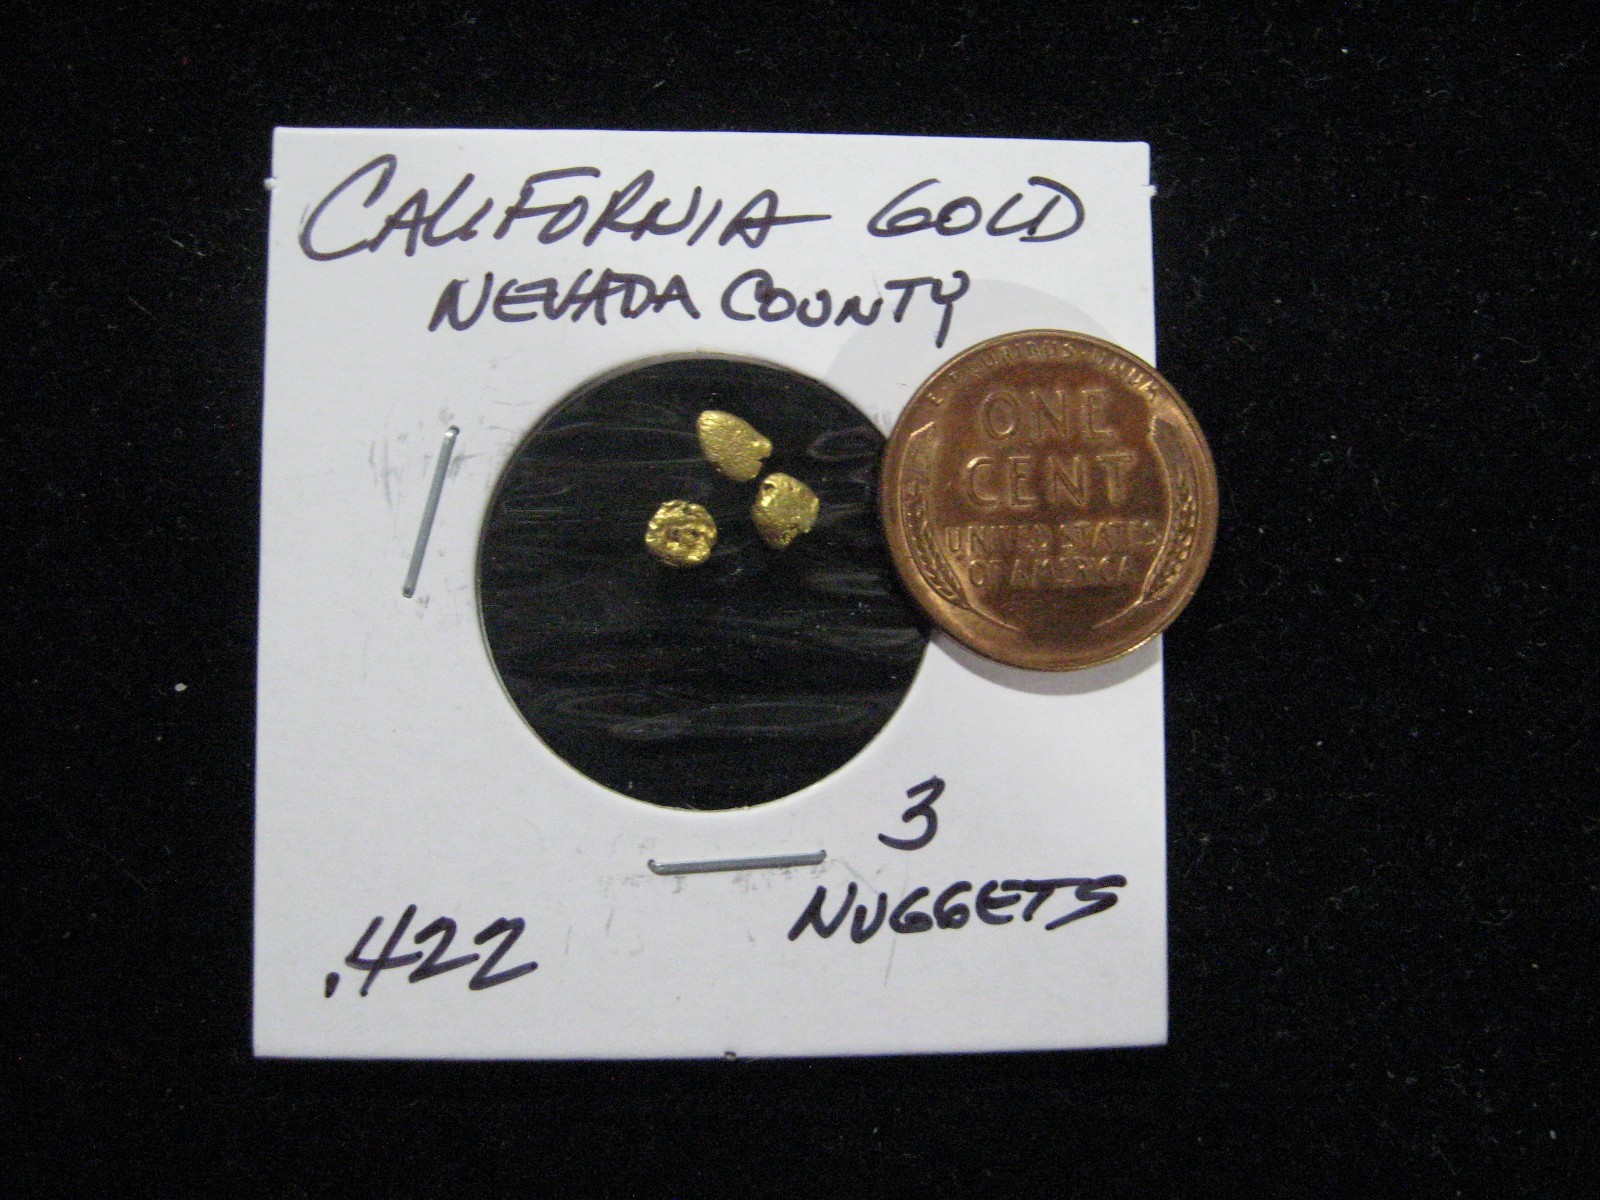 CALIFORNIA GOLD
NEVADA COUNTY
E PLURIBUS UNUM
ONE
CENT
UNITED STATES
OF AMERICA
3
NUGGETS
.422